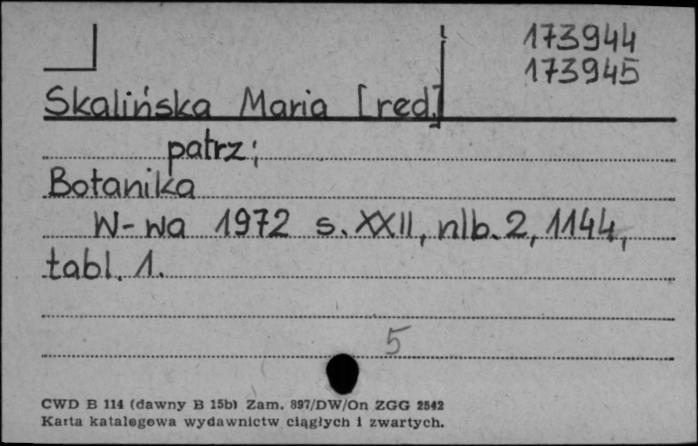 173944
173945
Skalińska Maria [red.]
patrz;
Botanika
W-wa 1972 s. XXII, nlb. 2, 1144,
tabl. 1.
5
CWD B 114 (dawny B 15b) Zam. 897/DW/On ZGG 2542
Karta katalogowa wydawnictw ciągłych i zwartych.